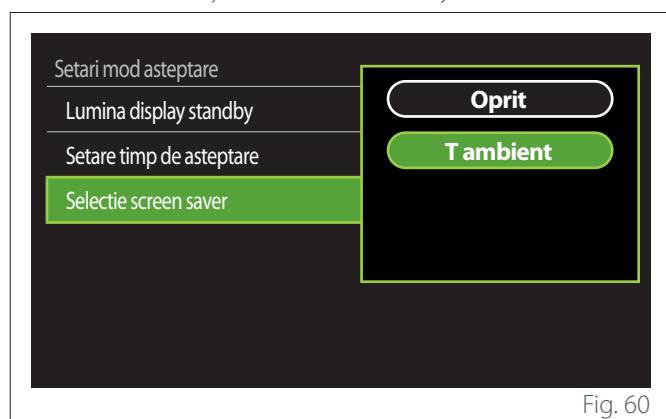 Setari mod asteptare
Lumina display standby
Setare timp de asteptare
Selectie screen saver
Oprit
T ambient
Fig. 60